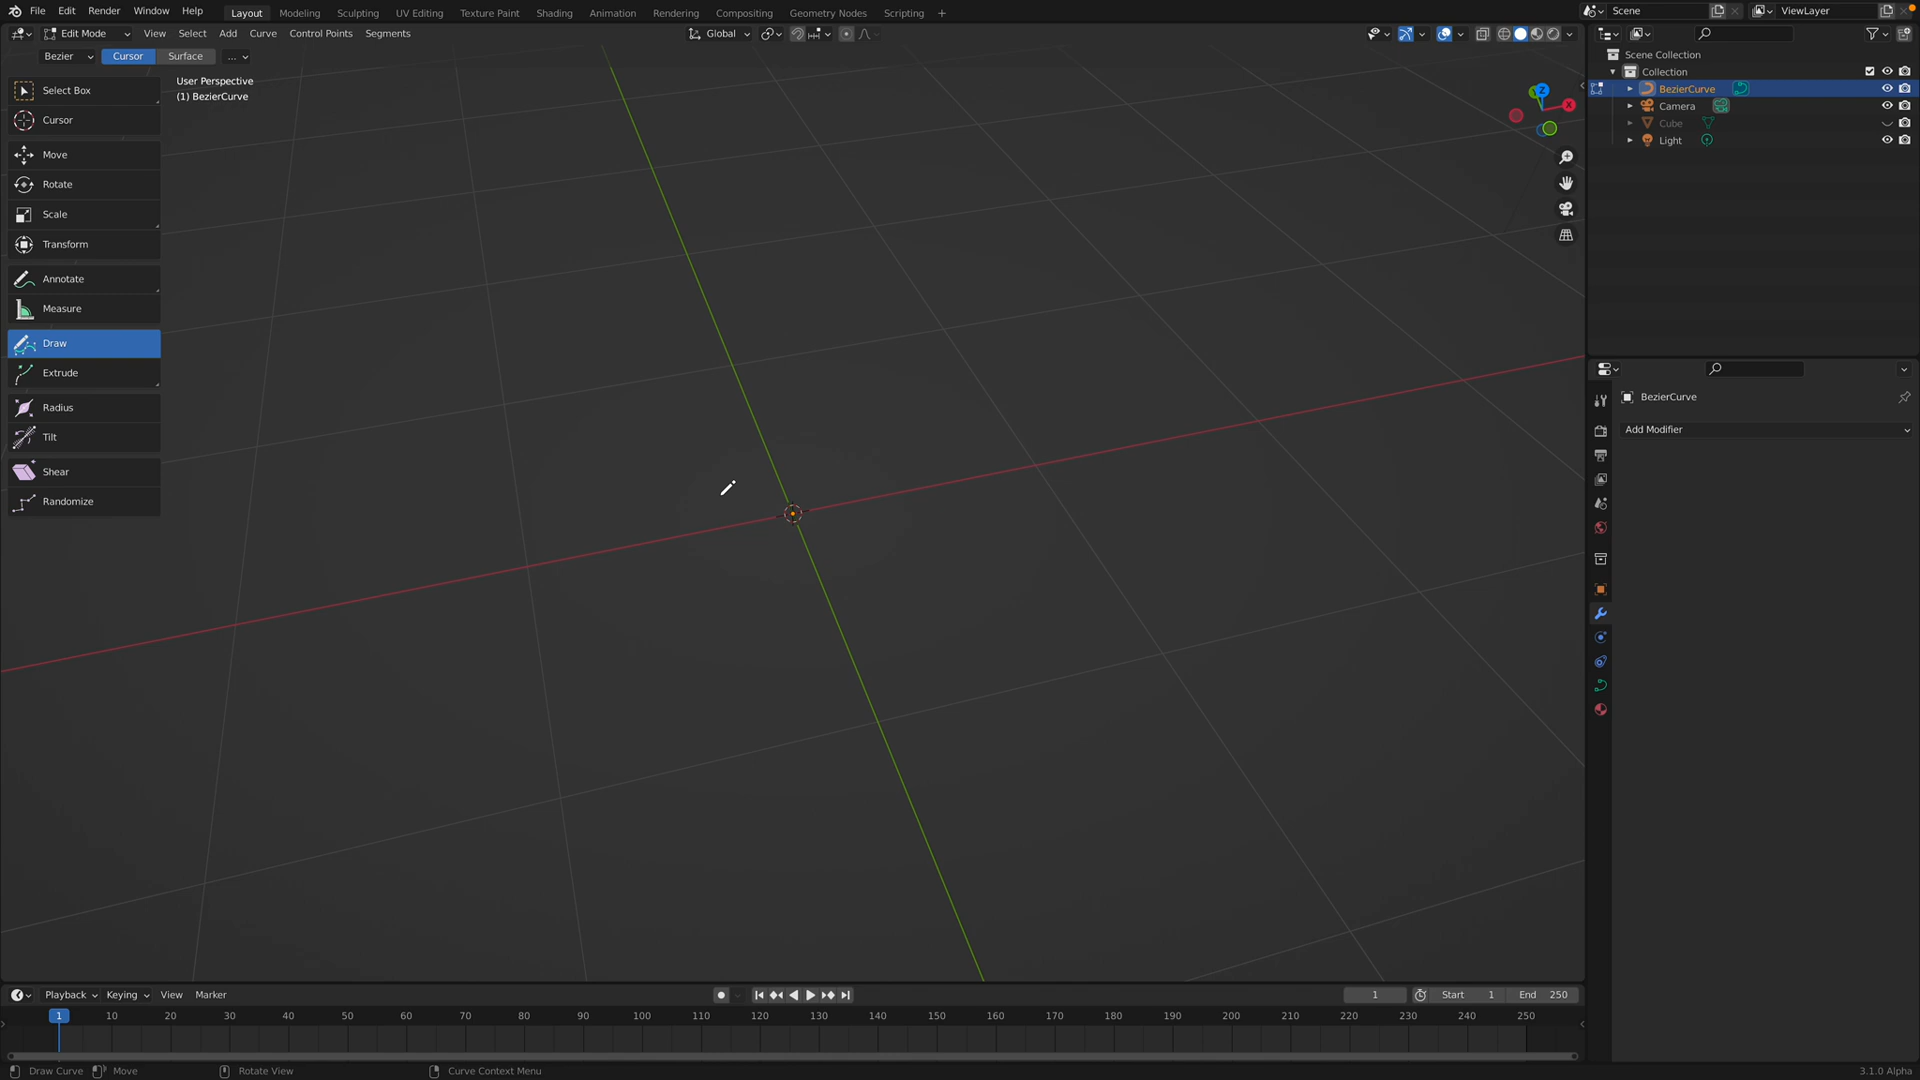 File Edit Render Window Help Layout Modeling Sculpting UV Editing Texture Paint Shading Animation Rendering Compositing Geometry Nodes Scripting + Scene ViewLayer
Edit Mode View Select Add Curve Control Points Segments Global
Bezier Cursor Surface ...
User Perspective
(1) BezierCurve
Select Box
Cursor
Move
Rotate
Scale
Transform
Annotate
Measure
Draw
Extrude
Radius
Tilt
Shear
Randomize
Z
X
Scene Collection
Collection
BezierCurve
Camera
Cube
Light
BezierCurve
Add Modifier
Playback Keying View Marker 1 Start 1 End 250
1 10 20 30 40 50 60 70 80 90 100 110 120 130 140 150 160 170 180 190 200 210 220 230 240 250
Draw Curve Move Rotate View Curve Context Menu 3.1.0 Alpha